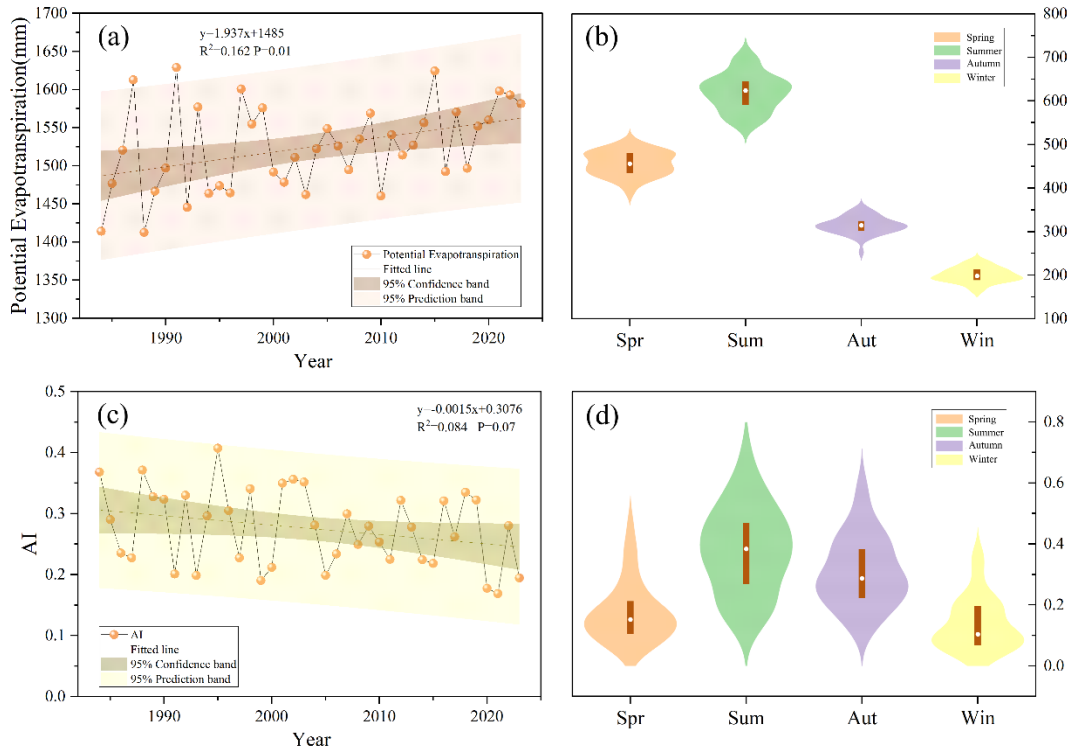 (a)
y=1.937x+1485
R²=0.162 P=0.01
Potential Evapotranspiration(mm)
1700
1650
1600
1550
1500
1450
1400
1350
1300
Potential Evapotranspiration
Fitted line
95% Confidence band
95% Prediction band
1990
2000
2010
2020
Year
(b)
Spring
Summer
Autumn
Winter
800
700
600
500
400
300
200
100
Spr
Sum
Aut
Win
(c)
y=-0.0015x+0.3076
R²=0.084 P=0.07
AI
0.5
0.4
0.3
0.2
0.1
0.0
AI
Fitted line
95% Confidence band
95% Prediction band
1990
2000
2010
2020
Year
(d)
Spring
Summer
Autumn
Winter
0.8
0.6
0.4
0.2
0.0
Spr
Sum
Aut
Win